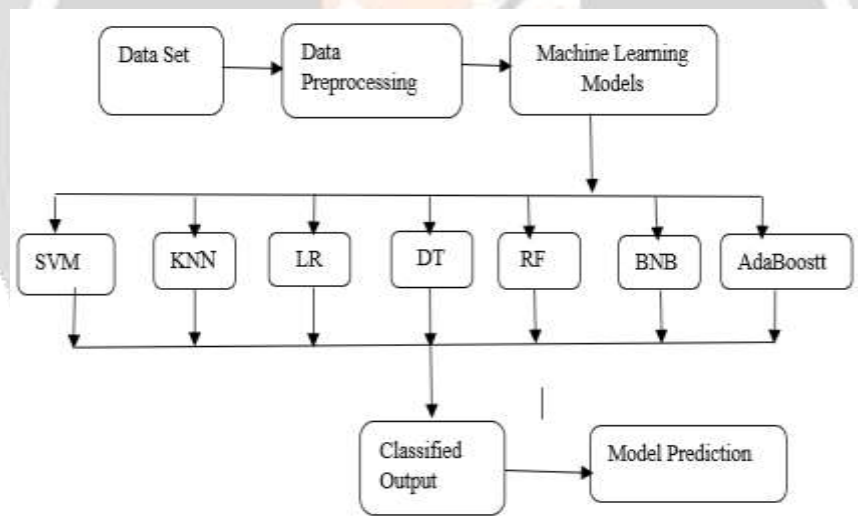 Data Set
Data
Preprocessing
Machine Learning
Models
SVM
KNN
LR
DT
RF
BNB
AdaBoostt
Classified
Output
Model Prediction